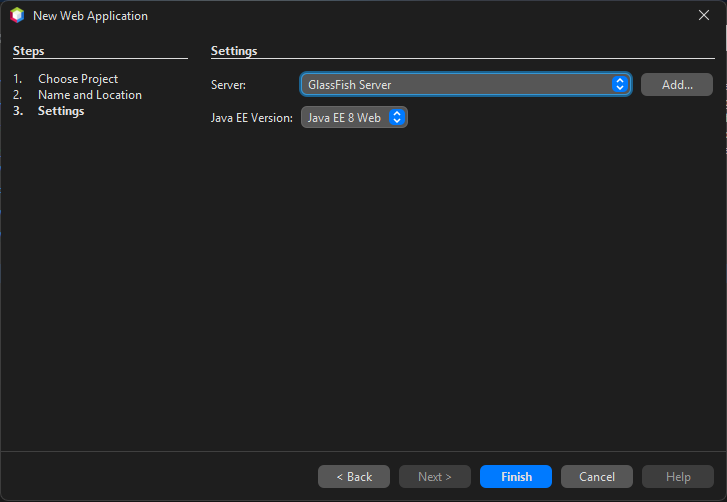 New Web Application
Steps
1. Choose Project
2. Name and Location
3. Settings
Settings
Server: GlassFish Server Add...
Java EE Version: Java EE 8 Web
< Back Next > Finish Cancel Help